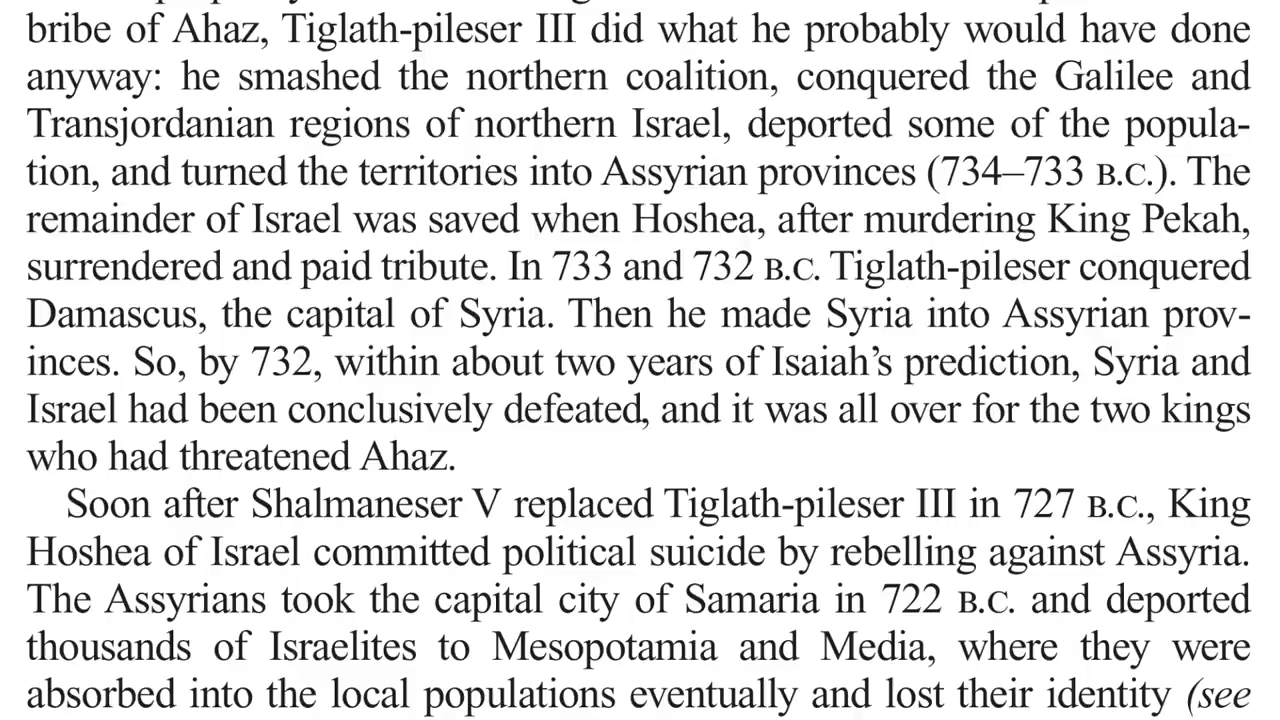 bribe of Ahaz, Tiglath-pileser III did what he probably would have done
anyway: he smashed the northern coalition, conquered the Galilee and
Transjordanian regions of northern Israel, deported some of the popula-
tion, and turned the territories into Assyrian provinces (734–733 B.C.). The
remainder of Israel was saved when Hoshea, after murdering King Pekah,
surrendered and paid tribute. In 733 and 732 B.C. Tiglath-pileser conquered
Damascus, the capital of Syria. Then he made Syria into Assyrian prov-
inces. So, by 732, within about two years of Isaiah’s prediction, Syria and
Israel had been conclusively defeated, and it was all over for the two kings
who had threatened Ahaz.
Soon after Shalmaneser V replaced Tiglath-pileser III in 727 B.C., King
Hoshea of Israel committed political suicide by rebelling against Assyria.
The Assyrians took the capital city of Samaria in 722 B.C. and deported
thousands of Israelites to Mesopotamia and Media, where they were
absorbed into the local populations eventually and lost their identity (see